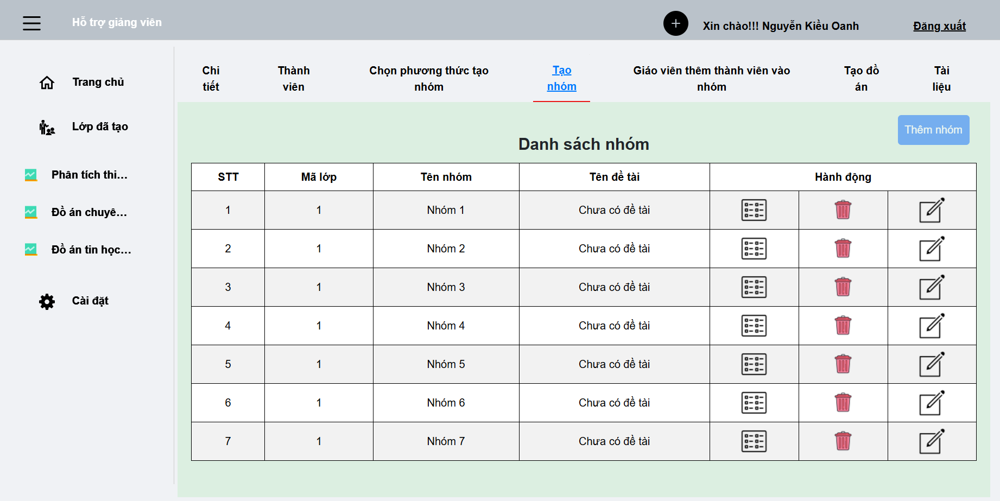 Hỗ trợ giảng viên
Xin chào!!! Nguyễn Kiều Oanh
Đăng xuất
Trang chủ
Lớp đã tạo
Phân tích thi...
Đồ án chuyê...
Đồ án tin học...
Cài đặt
Chi
tiết
Thành
viên
Chọn phương thức tạo
nhóm
Tạo
nhóm
Giáo viên thêm thành viên vào
nhóm
Tạo đồ
án
Tài
liệu
Thêm nhóm
Danh sách nhóm
STT Mã lớp Tên nhóm Tên đề tài Hành động
1 1 Nhóm 1 Chưa có đề tài
2 1 Nhóm 2 Chưa có đề tài
3 1 Nhóm 3 Chưa có đề tài
4 1 Nhóm 4 Chưa có đề tài
5 1 Nhóm 5 Chưa có đề tài
6 1 Nhóm 6 Chưa có đề tài
7 1 Nhóm 7 Chưa có đề tài